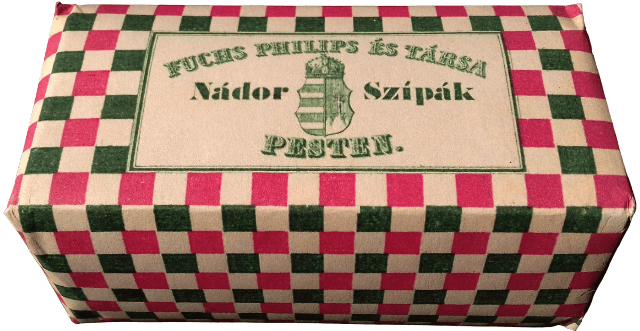 FUCHS PHILIPS ÉS TÁRSA
Nádor Szípák
PESTEN.